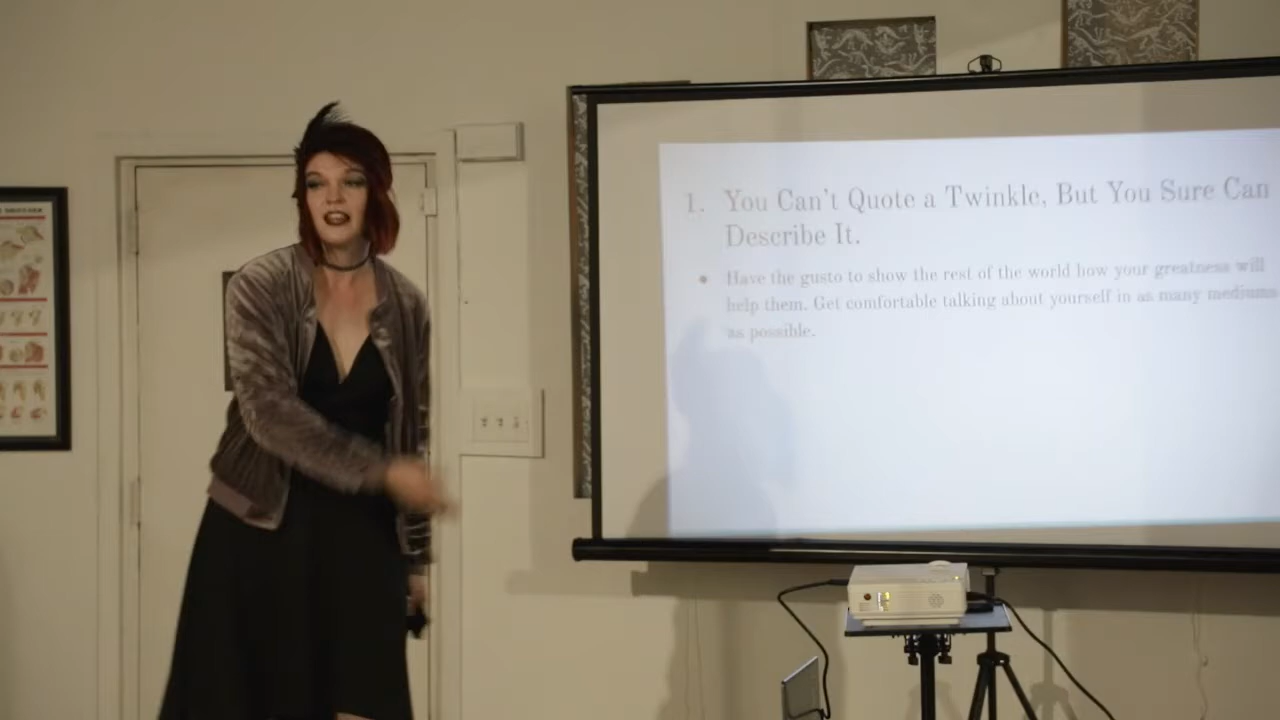 1. You Can't Quote a Twinkle, But You Sure Can
Describe It.
• Have the gusto to show the rest of the world how your greatness will
help them. Get comfortable talking about yourself in as many mediums
as possible.